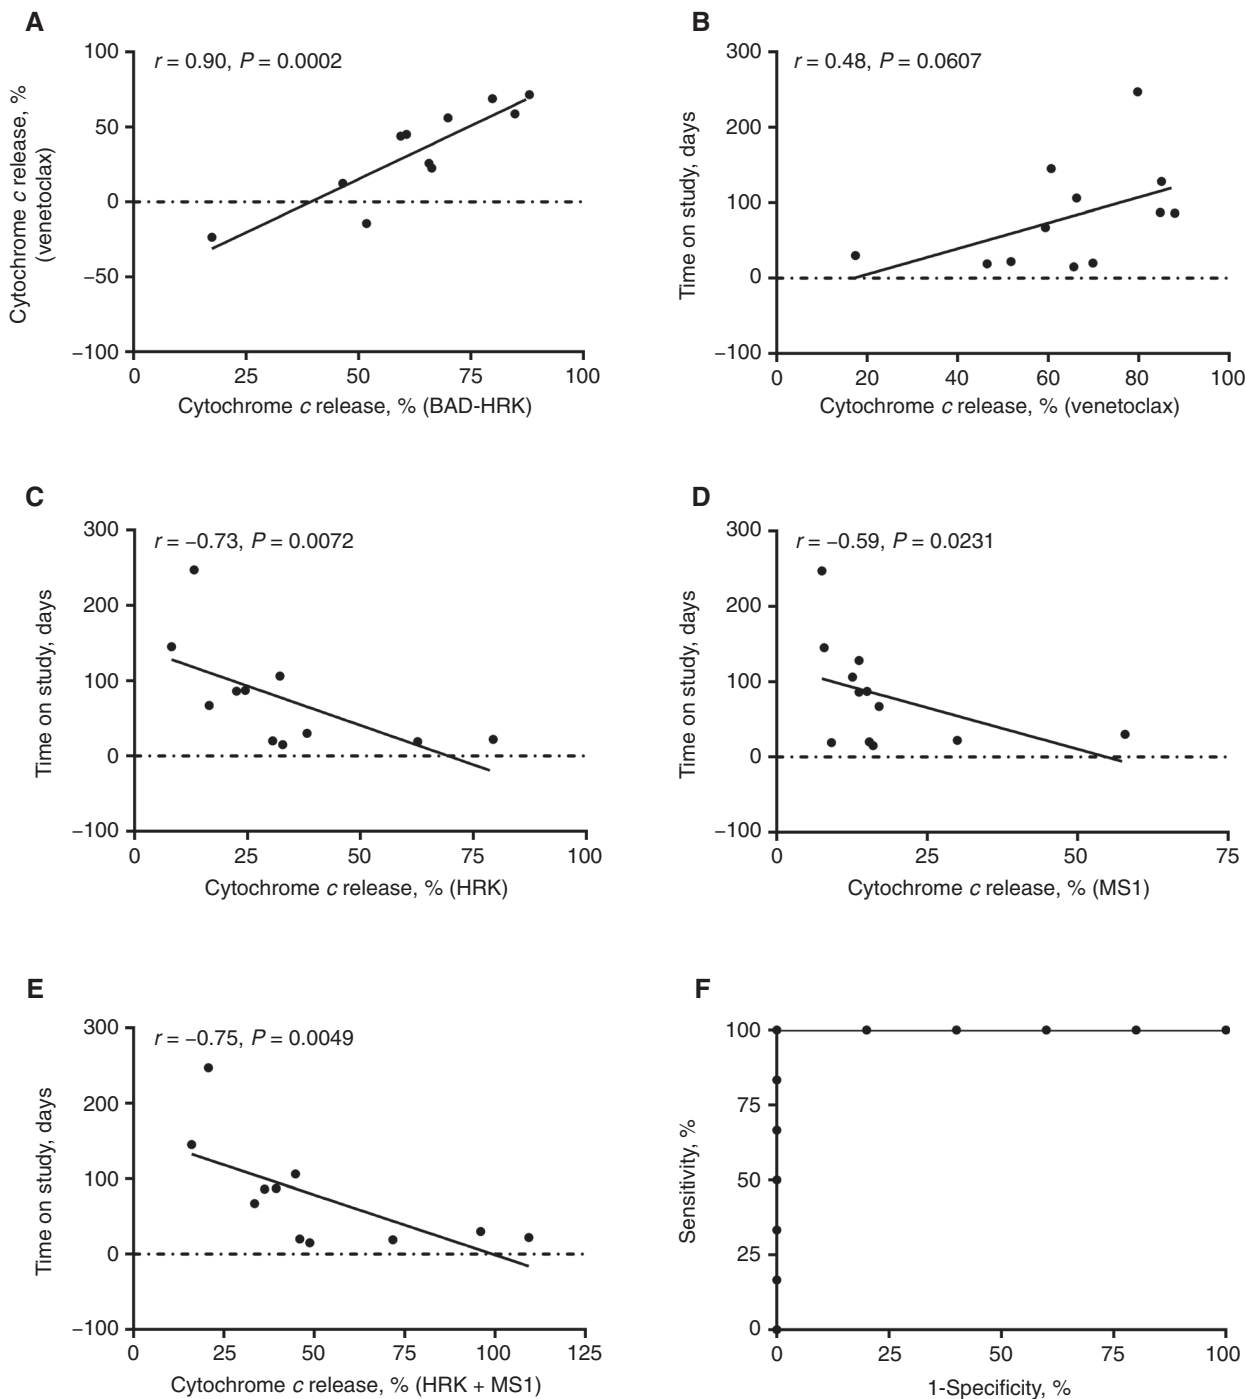 A
r = 0.90, P = 0.0002
Cytochrome c release, %
(venetoclax)
100
50
0
−50
−100
0 25 50 75 100
Cytochrome c release, % (BAD-HRK)
B
r = 0.48, P = 0.0607
Time on study, days
300
200
100
0
−100
0 20 40 60 80 100
Cytochrome c release, % (venetoclax)
C
r = −0.73, P = 0.0072
Time on study, days
300
200
100
0
−100
0 25 50 75 100
Cytochrome c release, % (HRK)
D
r = −0.59, P = 0.0231
Time on study, days
300
200
100
0
−100
0 25 50 75
Cytochrome c release, % (MS1)
E
r = −0.75, P = 0.0049
Time on study, days
300
200
100
0
−100
0 25 50 75 100 125
Cytochrome c release, % (HRK + MS1)
F
Sensitivity, %
100
75
50
25
0
0 25 50 75 100
1-Specificity, %